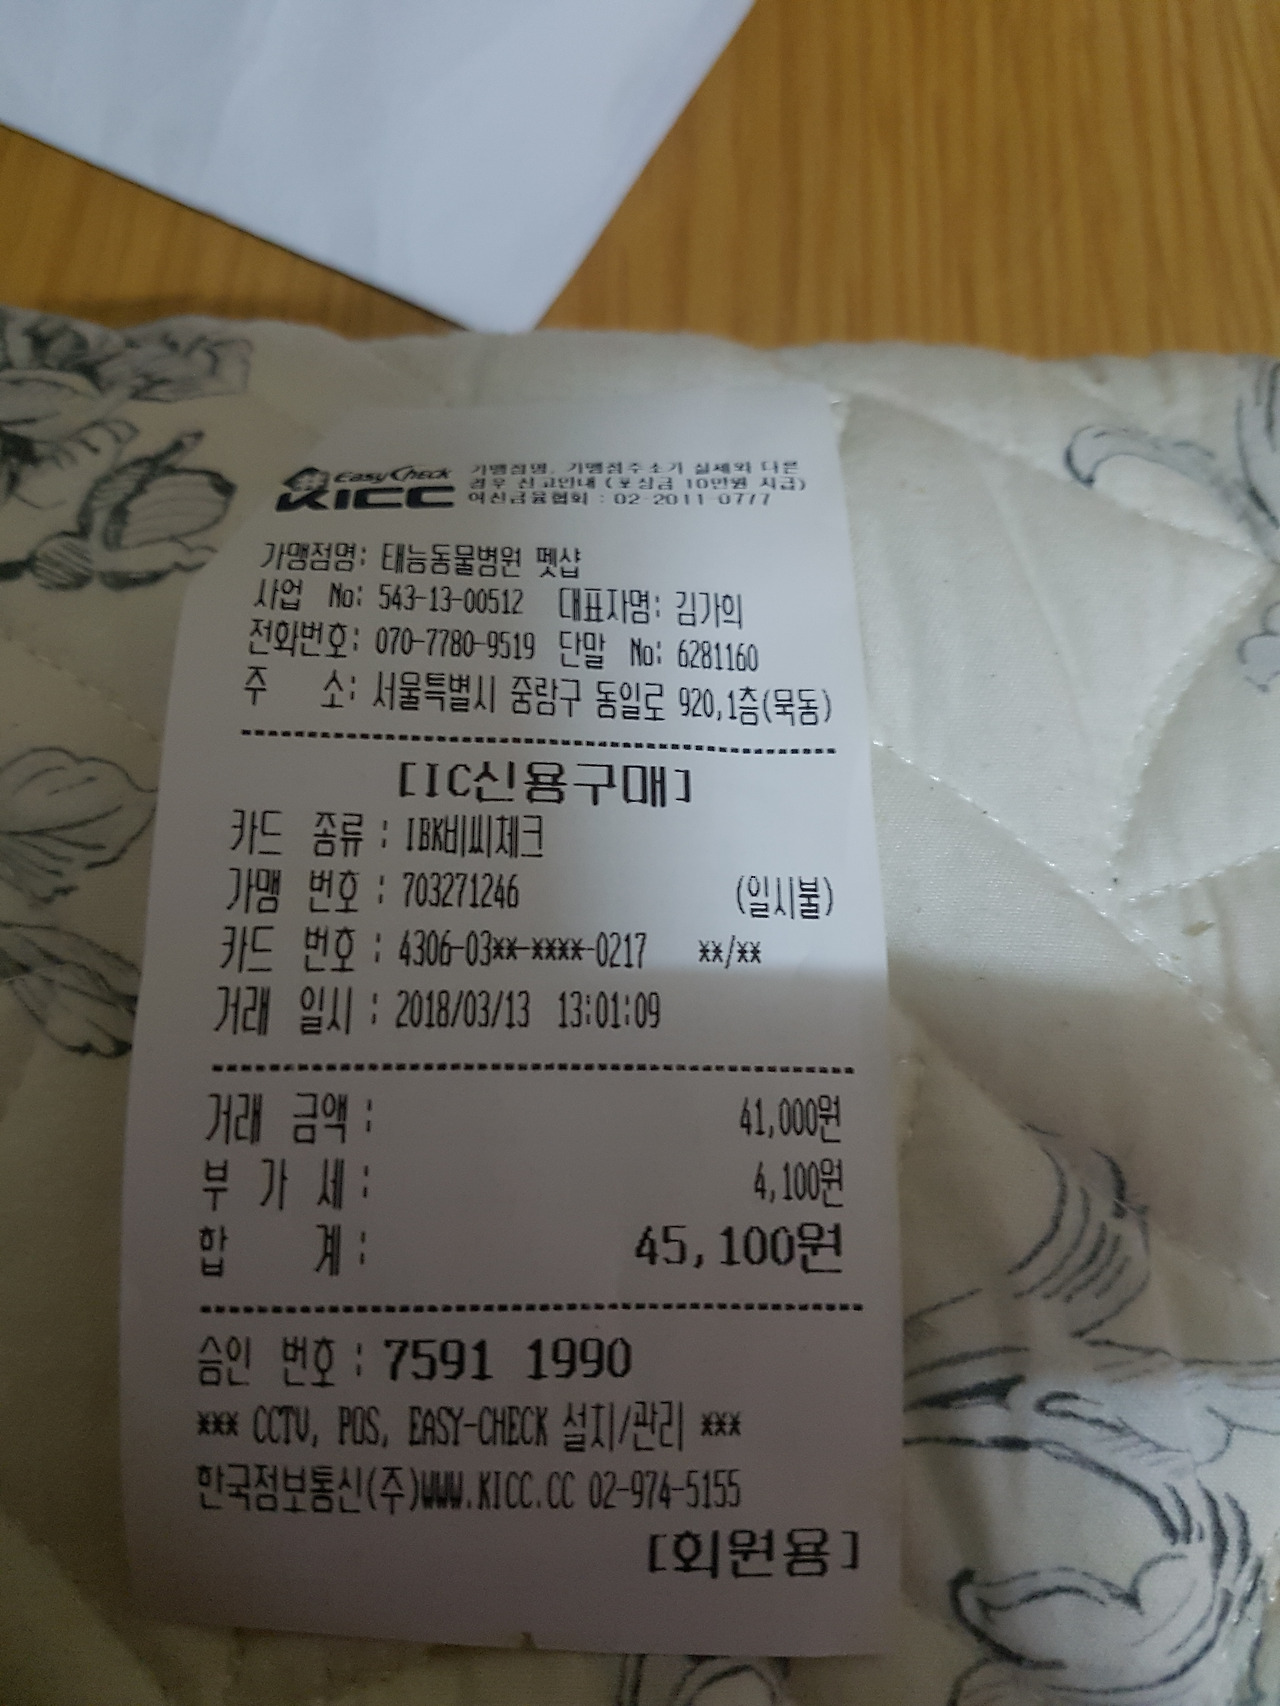 EasyCheck
KICC
가맹점명, 가맹점주소가 실제와 다른
경우 신고안내 (포상금 10만원 지급)
여신금융협회 : 02-2011-0777
가맹점명: 태능동물병원 펫샵
사업 No: 543-13-00512 대표자명: 김가희
전화번호: 070-7780-9519 단말 No: 6281160
주 소: 서울특별시 중랑구 동일로 920,1층(묵동)
[IC신용구매]
카드 종류 : IBK비씨체크
가맹 번호 : 703271246 (일시불)
카드 번호 : 4306-03**-****-0217 **/**
거래 일시 : 2018/03/13 13:01:09
거래 금액 : 41,000원
부 가 세 : 4,100원
합 계 : 45,100원
승인 번호 : 7591 1990
*** CCTV, POS, EASY-CHECK 설치/관리 ***
한국정보통신(주)WWW.KICC.CC 02-974-5155
[회원용]